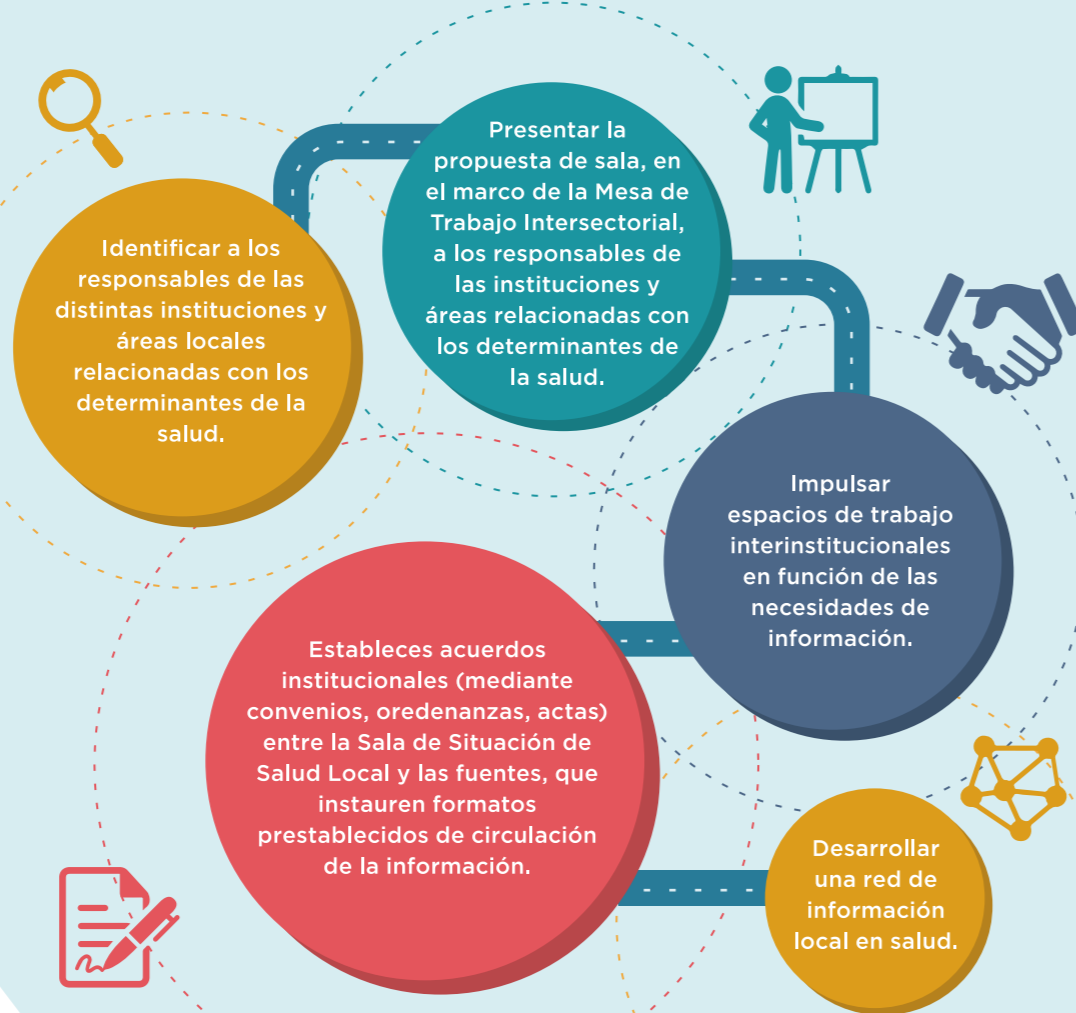 Identificar a los
responsables de las
distintas instituciones y
áreas locales
relacionadas con los
determinantes de la
salud.
Presentar la
propuesta de sala, en
el marco de la Mesa de
Trabajo Intersectorial,
a los responsables de
las instituciones y
áreas relacionadas con
los determinantes de
la salud.
Impulsar
espacios de trabajo
interinstitucionales
en función de las
necesidades de
información.
Estableces acuerdos
institucionales (mediante
convenios, oredenanzas, actas)
entre la Sala de Situación de
Salud Local y las fuentes, que
instauren formatos
prestablecidos de circulación
de la información.
Desarrollar
una red de
información
local en salud.